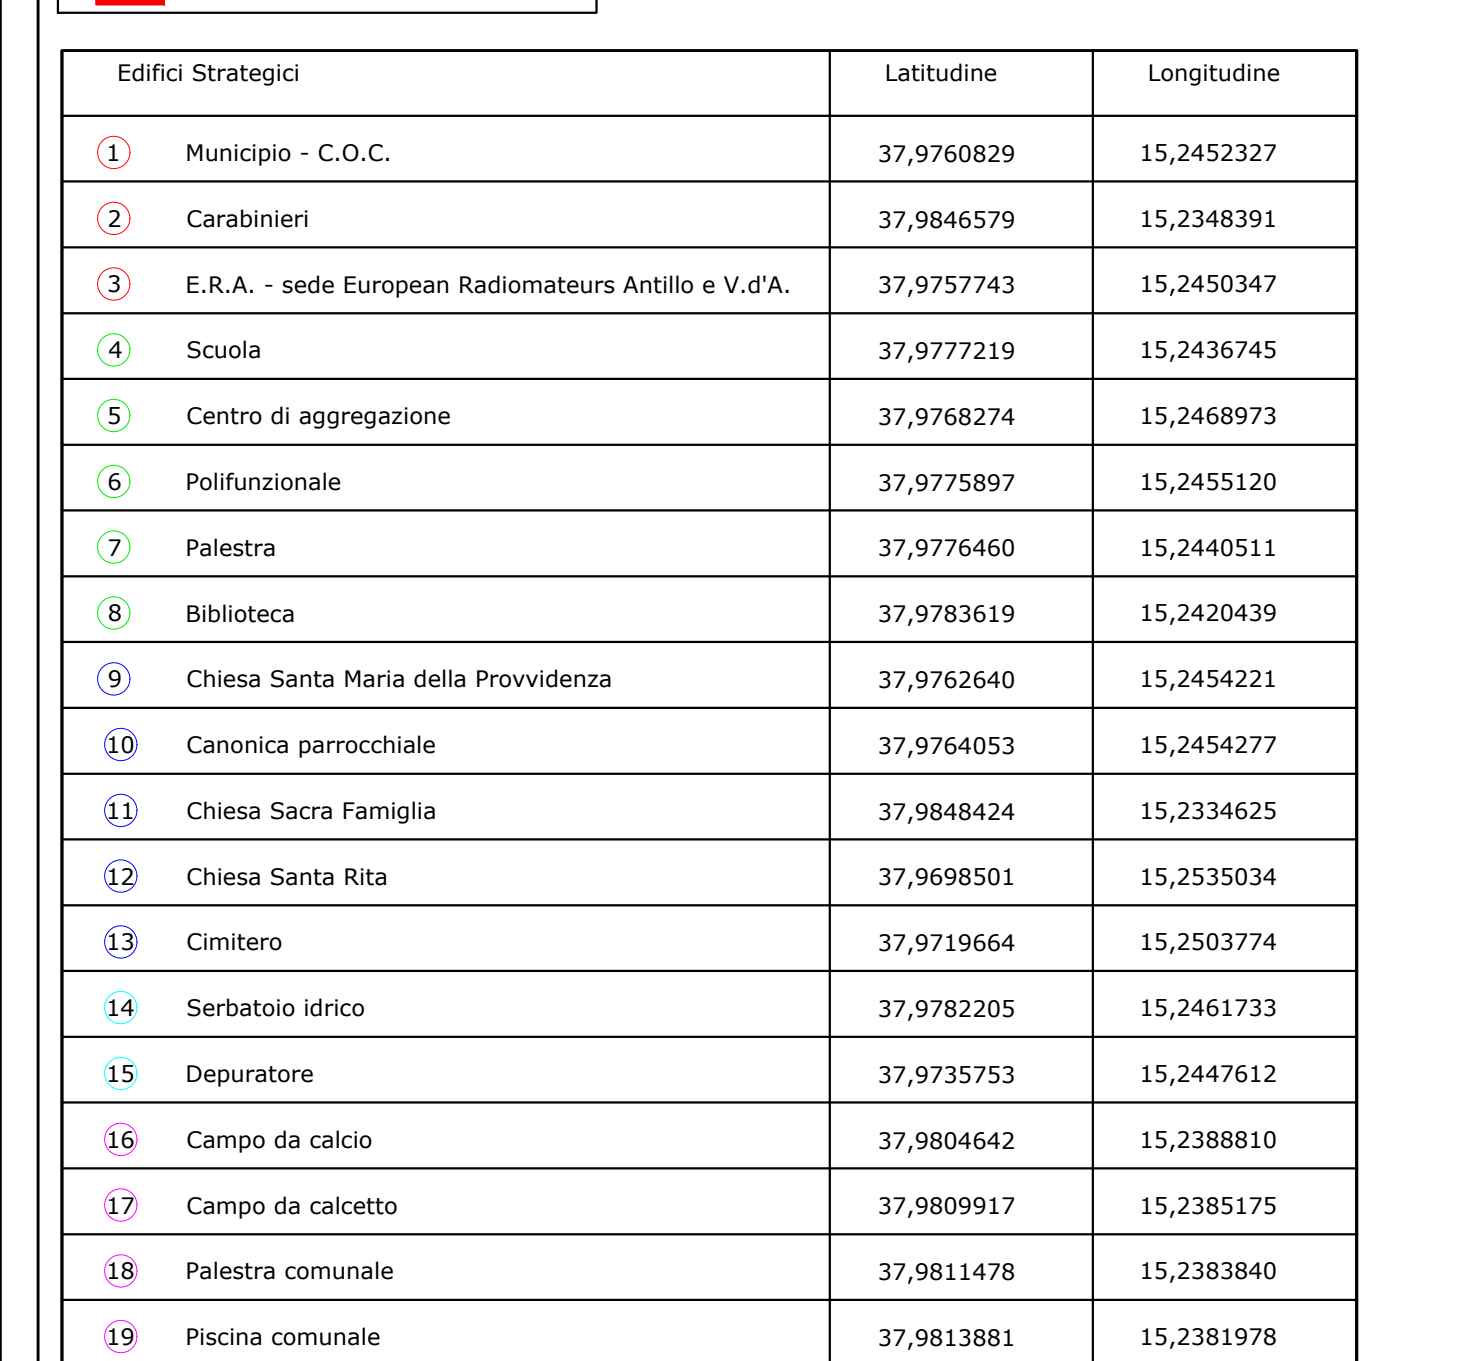 Edifici Strategici Latitudine Longitudine
1 Municipio - C.O.C. 37,9760829 15,2452327
2 Carabinieri 37,9846579 15,2348391
3 E.R.A. - sede European Radiomateurs Antillo e V.d'A. 37,9757743 15,2450347
4 Scuola 37,9777219 15,2436745
5 Centro di aggregazione 37,9768274 15,2468973
6 Polifunzionale 37,9775897 15,2455120
7 Palestra 37,9776460 15,2440511
8 Biblioteca 37,9783619 15,2420439
9 Chiesa Santa Maria della Provvidenza 37,9762640 15,2454221
10 Canonica parrocchiale 37,9764053 15,2454277
11 Chiesa Sacra Famiglia 37,9848424 15,2334625
12 Chiesa Santa Rita 37,9698501 15,2535034
13 Cimitero 37,9719664 15,2503774
14 Serbatoio idrico 37,9782205 15,2461733
15 Depuratore 37,9735753 15,2447612
16 Campo da calcio 37,9804642 15,2388810
17 Campo da calcetto 37,9809917 15,2385175
18 Palestra comunale 37,9811478 15,2383840
19 Piscina comunale 37,9813881 15,2381978